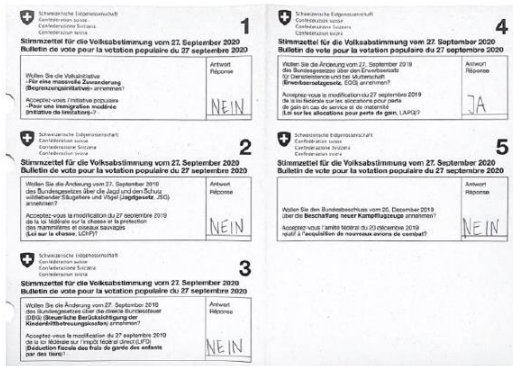 Schweizerische Eidgenossenschaft
Confédération suisse
Confederazione Svizzera
Confederaziun svizra
1
Stimmzettel für die Volksabstimmung vom 27. September 2020
Bulletin de vote pour la votation populaire du 27 septembre 2020
Antwort
Réponse
Wollen Sie die Volksinitiative
«Für eine massvolle Zuwanderung
(Begrenzungsinitiative)» annehmen?
Acceptez-vous l'initiative populaire
«Pour une immigration modérée
(initiative de limitation)»?
NEIN
Schweizerische Eidgenossenschaft
Confédération suisse
Confederazione Svizzera
Confederaziun svizra
2
Stimmzettel für die Volksabstimmung vom 27. September 2020
Bulletin de vote pour la votation populaire du 27 septembre 2020
Antwort
Réponse
Wollen Sie die Änderung vom 27. September 2019
des Bundesgesetzes über die Jagd und den Schutz
wildlebender Säugetiere und Vögel (Jagdgesetz, JSG)
annehmen?
Acceptez-vous la modification du 27 septembre 2019
de la loi fédérale sur la chasse et la protection
des mammifères et oiseaux sauvages
(Loi sur la chasse, LChP)?
NEIN
Schweizerische Eidgenossenschaft
Confédération suisse
Confederazione Svizzera
Confederaziun svizra
3
Stimmzettel für die Volksabstimmung vom 27. September 2020
Bulletin de vote pour la votation populaire du 27 septembre 2020
Antwort
Réponse
Wollen Sie die Änderung vom 27. September 2019
des Bundesgesetzes über die direkte Bundessteuer
(DBG) (Steuerliche Berücksichtigung der
Kinderdrittbetreuungskosten) annehmen?
Acceptez-vous la modification du 27 septembre 2019
de la loi fédérale sur l'impôt fédéral direct (LIFD)
(Déduction fiscale des frais de garde des enfants
par des tiers)?
NEIN
Schweizerische Eidgenossenschaft
Confédération suisse
Confederazione Svizzera
Confederaziun svizra
4
Stimmzettel für die Volksabstimmung vom 27. September 2020
Bulletin de vote pour la votation populaire du 27 septembre 2020
Antwort
Réponse
Wollen Sie die Änderung vom 27. September 2019
des Bundesgesetzes über den Erwerbsersatz
für Dienstleistende und bei Mutterschaft
(Erwerbsersatzgesetz, EOG) annehmen?
Acceptez-vous la modification du 27 septembre 2019
de la loi fédérale sur les allocations pour perte
de gain en cas de service et de maternité
(Loi sur les allocations pour perte de gain, LAPG)?
JA
Schweizerische Eidgenossenschaft
Confédération suisse
Confederazione Svizzera
Confederaziun svizra
5
Stimmzettel für die Volksabstimmung vom 27. September 2020
Bulletin de vote pour la votation populaire du 27 septembre 2020
Antwort
Réponse
Wollen Sie den Bundesbeschluss vom 20. Dezember 2019
über die Beschaffung neuer Kampfflugzeuge annehmen?
Acceptez-vous l'arrêté fédéral du 20 décembre 2019
relatif à l'acquisition de nouveaux avions de combat?
NEIN